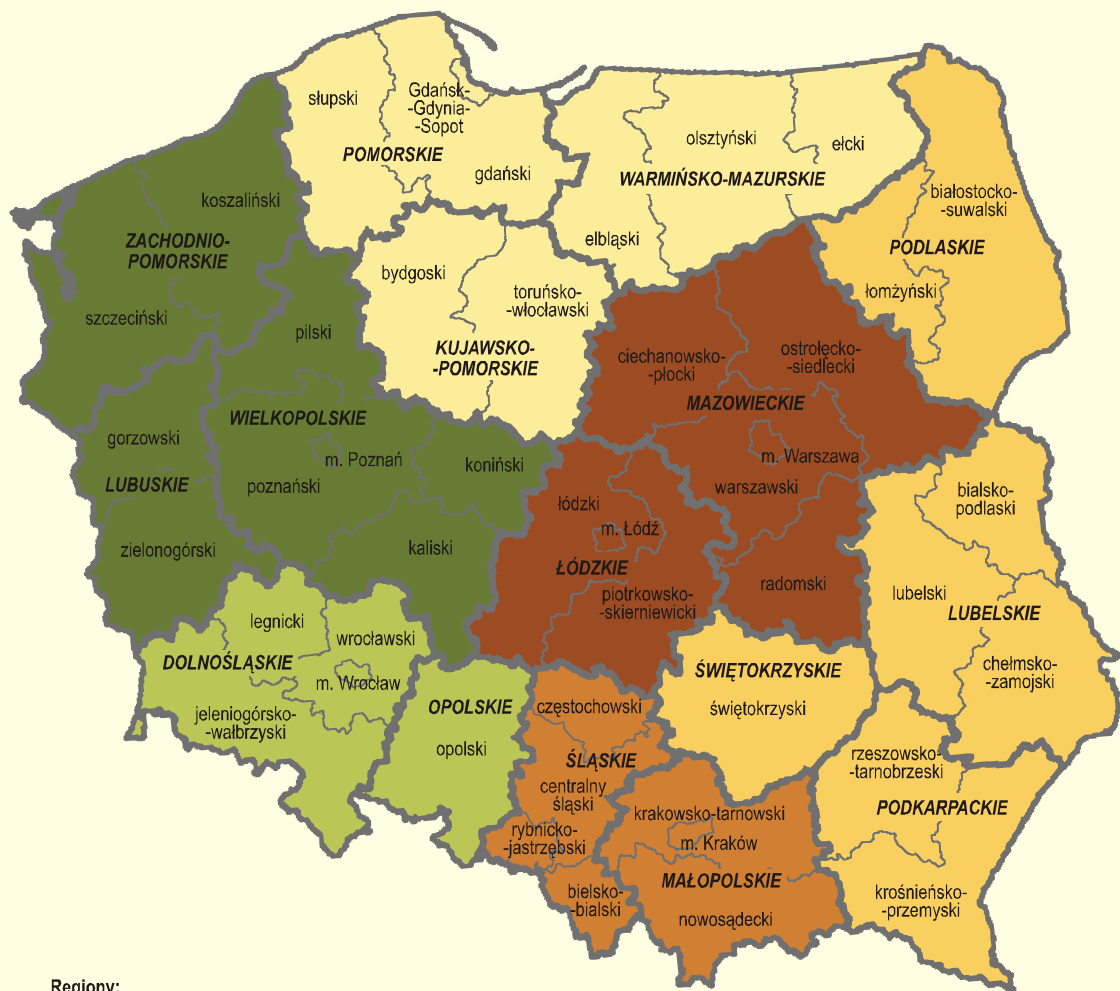 słupski
Gdańsk-
-Gdynia-
-Sopot
POMORSKIE
gdański
olsztyński
ełcki
WARMIŃSKO-MAZURSKIE
elbląski
białostocko-
-suwalski
PODLASKIE
łomżyński
koszaliński
ZACHODNIO-
POMORSKIE
szczeciński
bydgoski
toruńsko-
-włocławski
KUJAWSKO-
-POMORSKIE
pilski
WIELKOPOLSKIE
m. Poznań
poznański
koniński
kaliski
gorzowski
LUBUSKIE
zielonogórski
ciechanowsko-
-płocki
ostrołęcko-
-siedlecki
MAZOWIECKIE
m. Warszawa
warszawski
radomski
łódzki
m. Łódź
ŁÓDZKIE
piotrkowsko-
-skierniewicki
bialsko-
podlaski
lubelski
LUBELSKIE
chełmsko-
-zamojski
legnicki
wrocławski
DOLNOŚLĄSKIE
m. Wrocław
jeleniogórsko-
-wałbrzyski
OPOLSKIE
opolski
częstochowski
ŚLĄSKIE
centralny
śląski
rybnicko-
-jastrzębski
bielsko-
-bialski
ŚWIĘTOKRZYSKIE
świętokrzyski
krakowsko-tarnowski
m. Kraków
MAŁOPOLSKIE
nowosądecki
rzeszowsko-
-tarnobrzeski
PODKARPACKIE
krośnieńsko-
-przemyski
Regiony: